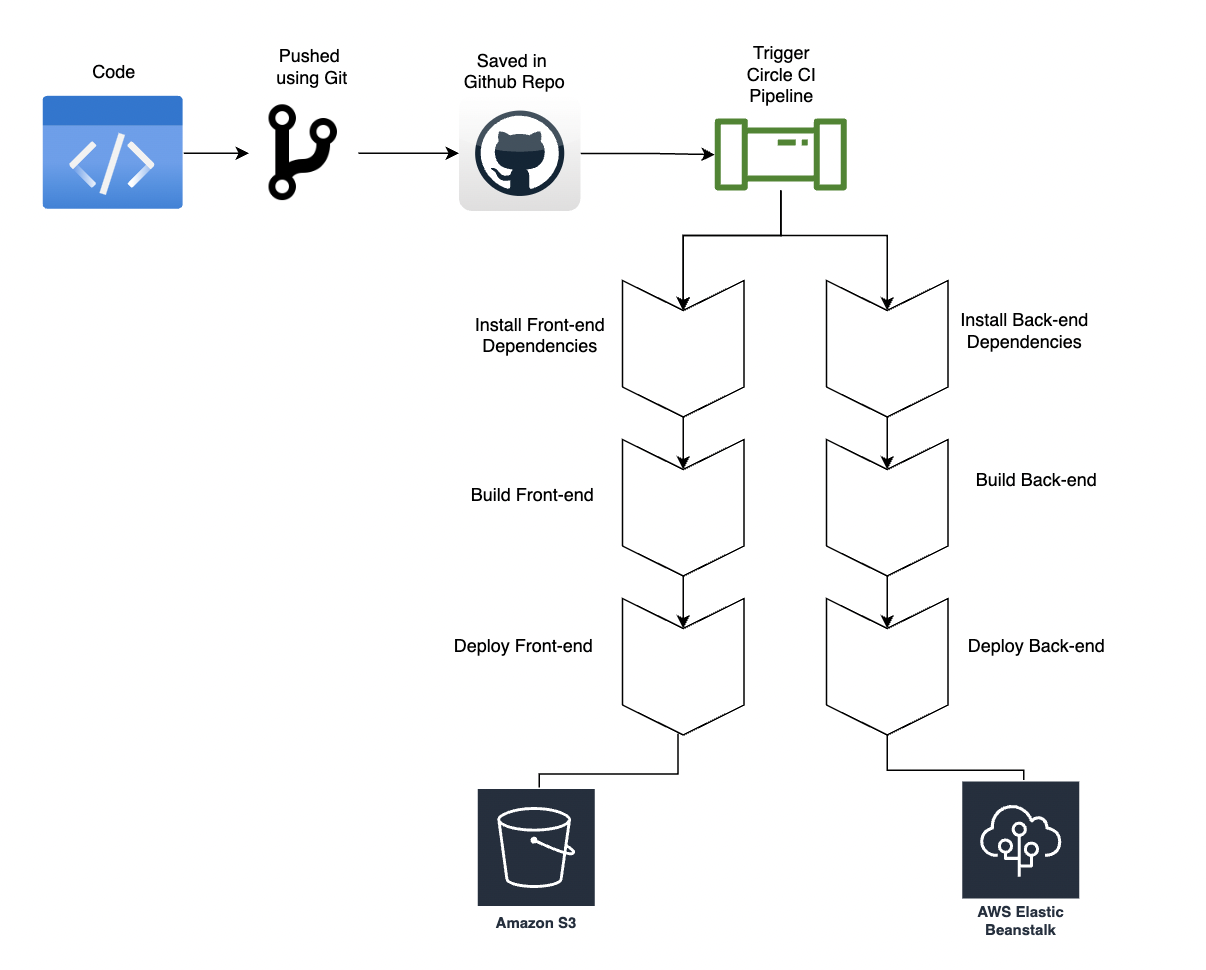 Code
Pushed
using Git
Saved in
Github Repo
Trigger
Circle CI
Pipeline
Install Front-end
Dependencies
Install Back-end
Dependencies
Build Front-end
Build Back-end
Deploy Front-end
Deploy Back-end
Amazon S3
AWS Elastic
Beanstalk